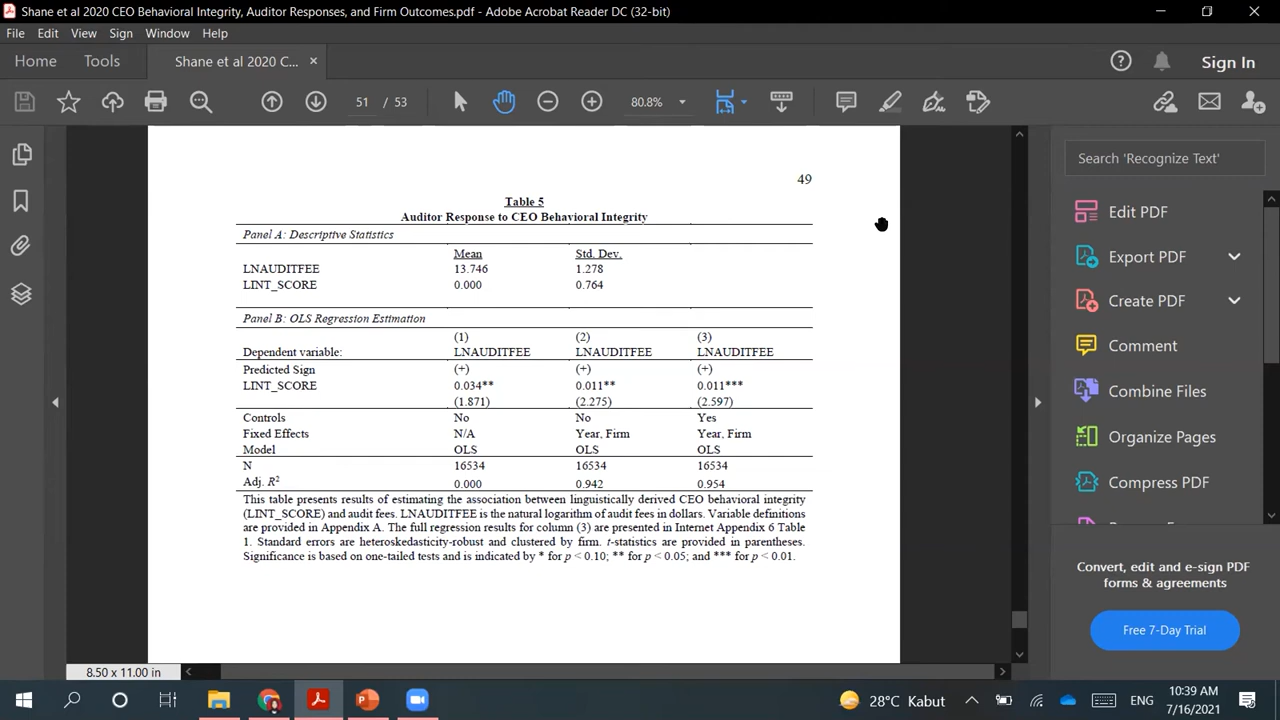 Shane et al 2020 CEO Behavioral Integrity, Auditor Responses, and Firm Outcomes.pdf - Adobe Acrobat Reader DC (32-bit)
File Edit View Sign Window Help
Home Tools Shane et al 2020 C... × Sign In
51 / 53 80.8%
Search 'Recognize Text'
Edit PDF
Export PDF
Create PDF
Comment
Combine Files
Organize Pages
Compress PDF
Convert, edit and e-sign PDF
forms & agreements
Free 7-Day Trial
49
Table 5
Auditor Response to CEO Behavioral Integrity
Panel A: Descriptive Statistics
Mean Std. Dev.
LNAUDITFEE 13.746 1.278
LINT_SCORE 0.000 0.764
Panel B: OLS Regression Estimation
(1) (2) (3)
Dependent variable: LNAUDITFEE LNAUDITFEE LNAUDITFEE
Predicted Sign (+) (+) (+)
LINT_SCORE 0.034** 0.011** 0.011***
(1.871) (2.275) (2.597)
Controls No No Yes
Fixed Effects N/A Year, Firm Year, Firm
Model OLS OLS OLS
N 16534 16534 16534
Adj. R² 0.000 0.942 0.954
This table presents results of estimating the association between linguistically derived CEO behavioral integrity
(LINT_SCORE) and audit fees. LNAUDITFEE is the natural logarithm of audit fees in dollars. Variable definitions
are provided in Appendix A. The full regression results for column (3) are presented in Internet Appendix 6 Table
1. Standard errors are heteroskedasticity-robust and clustered by firm. t-statistics are provided in parentheses.
Significance is based on one-tailed tests and is indicated by * for p < 0.10; ** for p < 0.05; and *** for p < 0.01.
8.50 x 11.00 in
28°C Kabut ENG 10:39 AM
7/16/2021